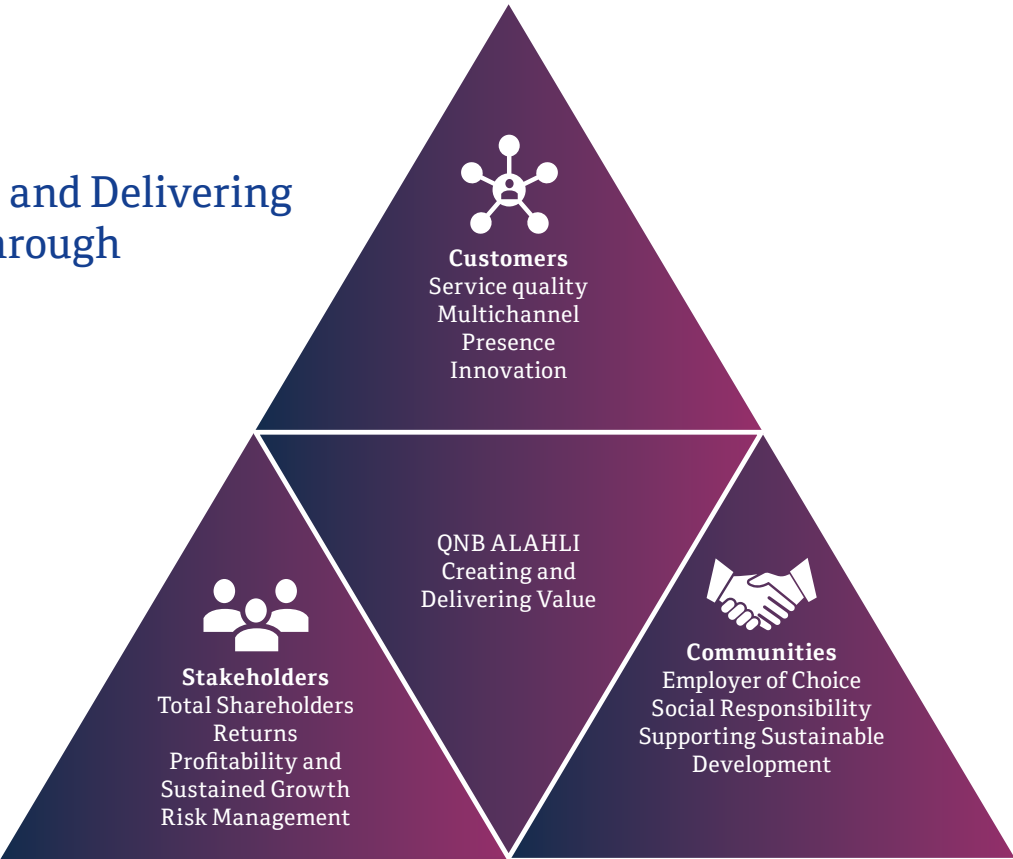 and Delivering
Customers
Service quality
Multichannel
Presence
Innovation
QNB ALAHLI
Creating and
Delivering Value
Stakeholders
Total Shareholders
Returns
Profitability and
Sustained Growth
Risk Management
Communities
Employer of Choice
Social Responsibility
Supporting Sustainable
Development